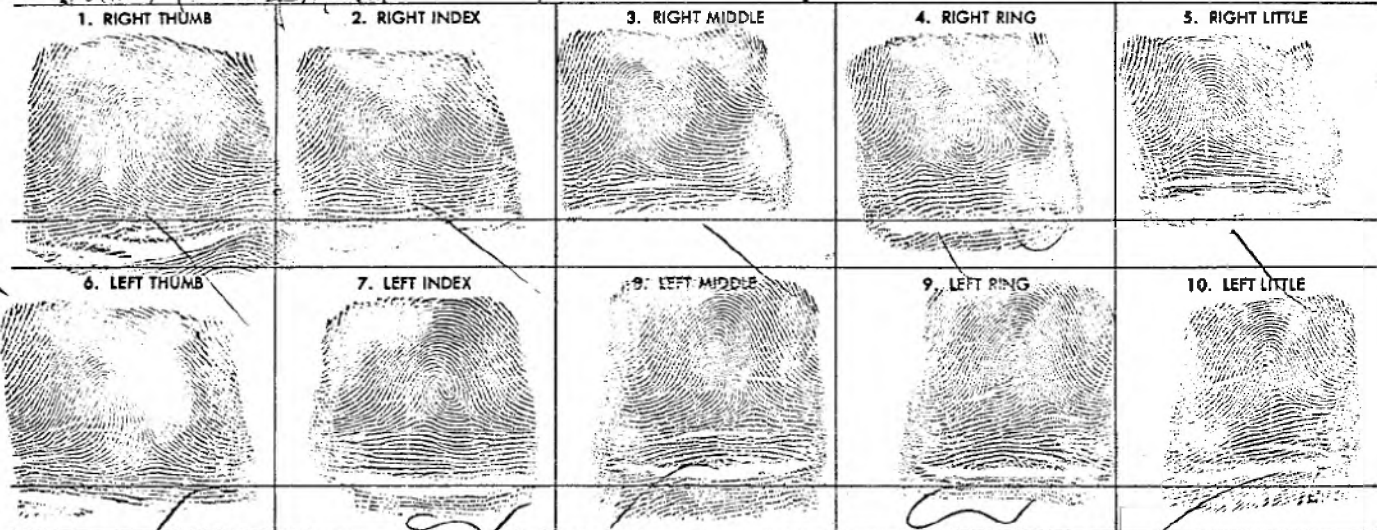 1. RIGHT THUMB
2. RIGHT INDEX
3. RIGHT MIDDLE
4. RIGHT RING
5. RIGHT LITTLE
6. LEFT THUMB
7. LEFT INDEX
8. LEFT MIDDLE
9. LEFT RING
10. LEFT LITTLE